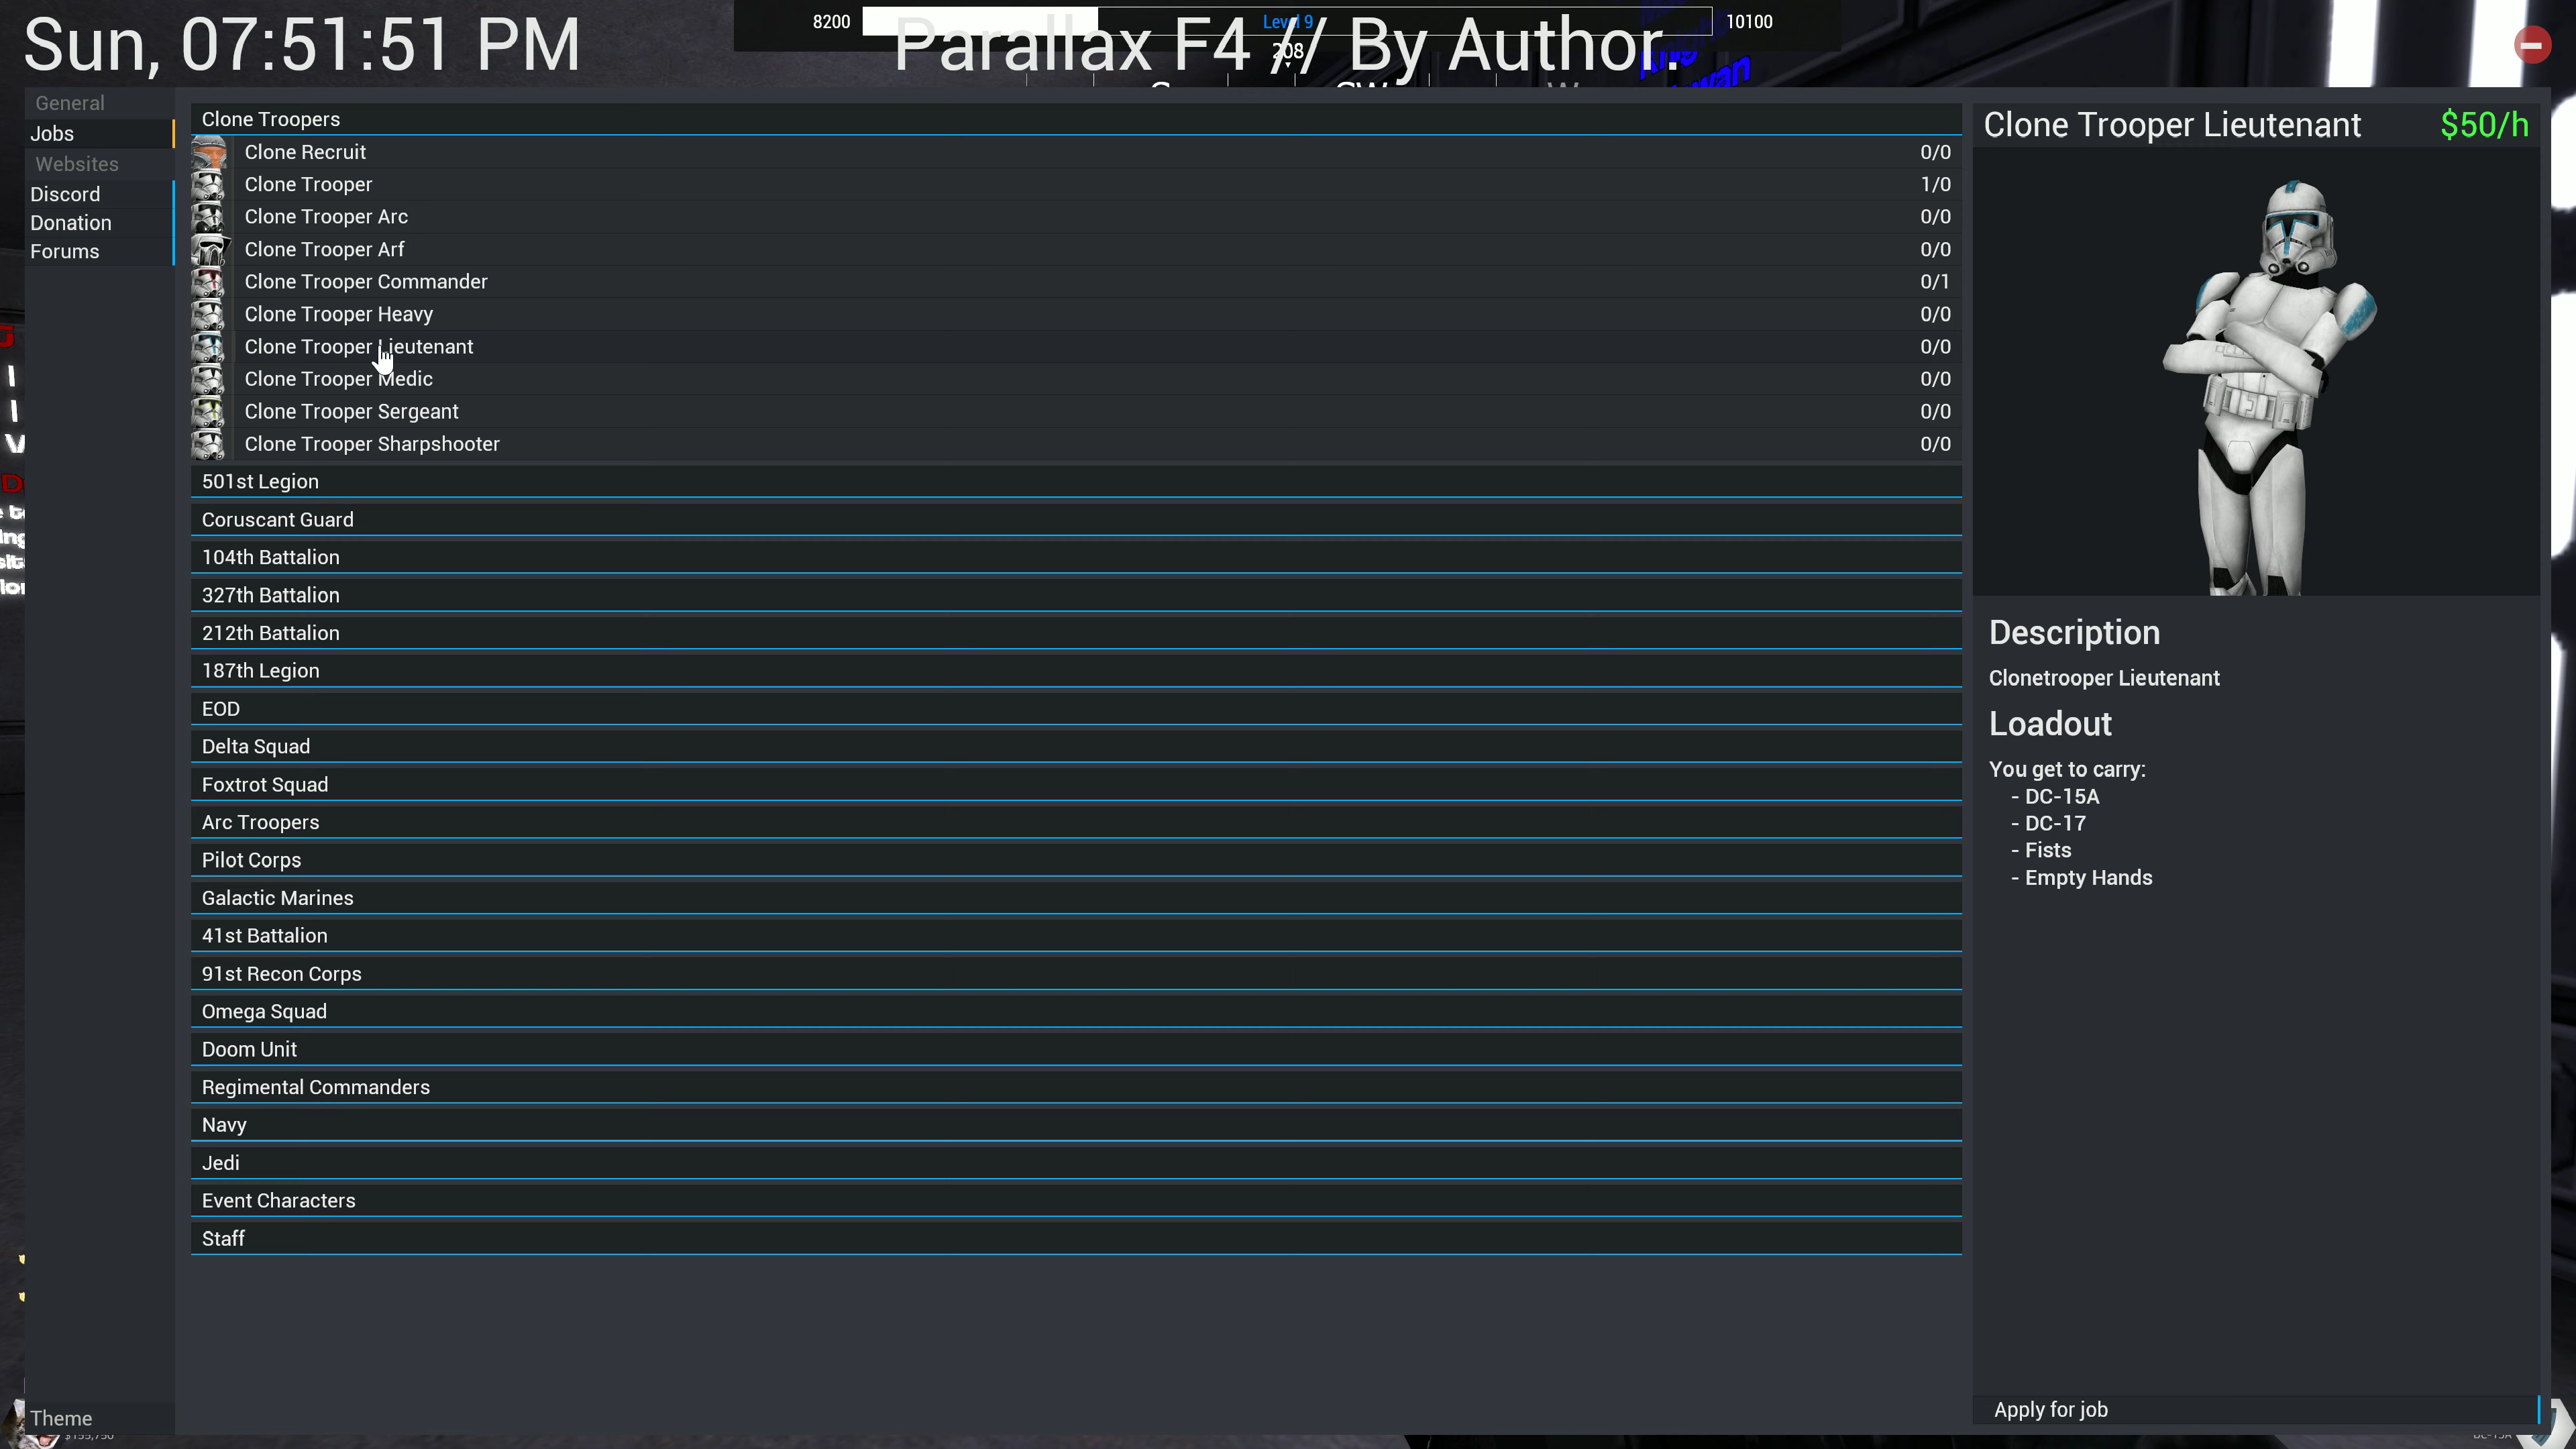 8200 Level 9 10100
Sun, 07:51:51 PM
Parallax F4 // By Author.
208
General
Jobs
Websites
Discord
Donation
Forums
Clone Troopers
Clone Recruit 0/0
Clone Trooper 1/0
Clone Trooper Arc 0/0
Clone Trooper Arf 0/0
Clone Trooper Commander 0/1
Clone Trooper Heavy 0/0
Clone Trooper Lieutenant 0/0
Clone Trooper Medic 0/0
Clone Trooper Sergeant 0/0
Clone Trooper Sharpshooter 0/0
501st Legion
Coruscant Guard
104th Battalion
327th Battalion
212th Battalion
187th Legion
EOD
Delta Squad
Foxtrot Squad
Arc Troopers
Pilot Corps
Galactic Marines
41st Battalion
91st Recon Corps
Omega Squad
Doom Unit
Regimental Commanders
Navy
Jedi
Event Characters
Staff
Theme
Clone Trooper Lieutenant $50/h
Description
Clonetrooper Lieutenant
Loadout
You get to carry:
- DC-15A
- DC-17
- Fists
- Empty Hands
Apply for job